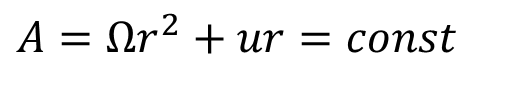 A = Ωr² + ur = const